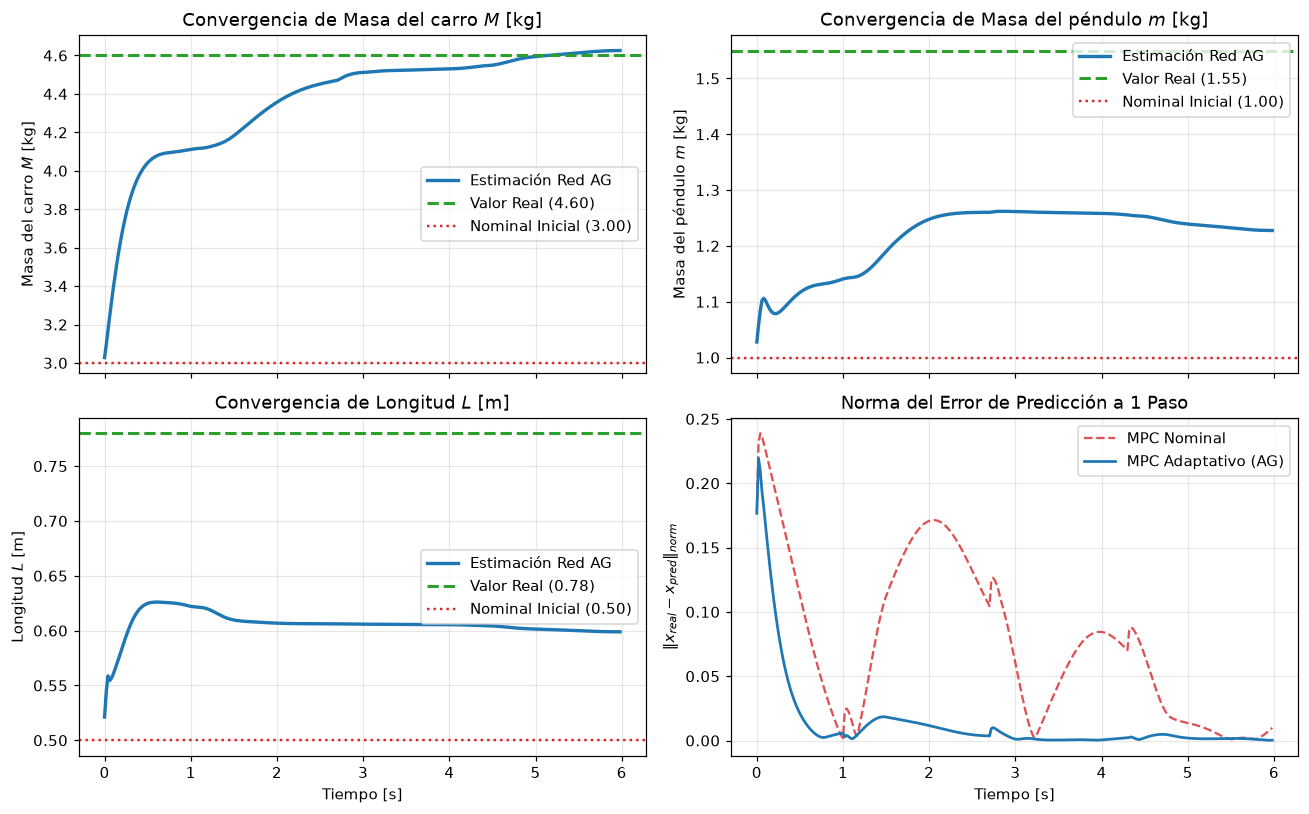 Convergencia de Masa del carro M [kg]
Masa del carro M [kg]
4.6
4.4
4.2
4.0
3.8
3.6
3.4
3.2
3.0
Estimación Red AG
Valor Real (4.60)
Nominal Inicial (3.00)
Convergencia de Masa del péndulo m [kg]
Masa del péndulo m [kg]
1.5
1.4
1.3
1.2
1.1
1.0
Estimación Red AG
Valor Real (1.55)
Nominal Inicial (1.00)
Convergencia de Longitud L [m]
Longitud L [m]
0.75
0.70
0.65
0.60
0.55
0.50
Estimación Red AG
Valor Real (0.78)
Nominal Inicial (0.50)
0 1 2 3 4 5 6
Tiempo [s]
Norma del Error de Predicción a 1 Paso
‖x_real − x_pred‖_norm
0.25
0.20
0.15
0.10
0.05
0.00
MPC Nominal
MPC Adaptativo (AG)
0 1 2 3 4 5 6
Tiempo [s]